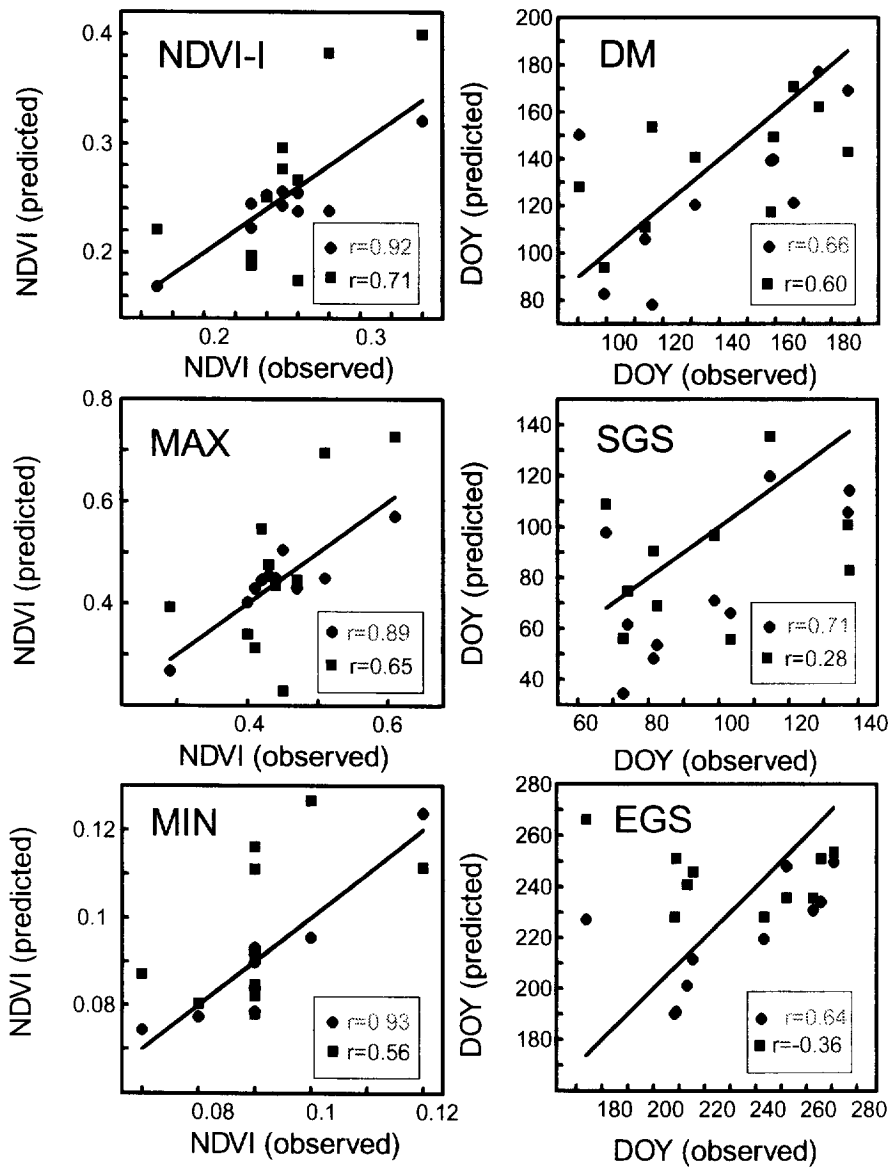 NDVI-I
0.4
0.3
0.2
NDVI (predicted)
r=0.92
r=0.71
0.2 0.3
NDVI (observed)
DM
200
180
160
140
120
100
80
DOY (predicted)
r=0.66
r=0.60
100 120 140 160 180
DOY (observed)
MAX
0.8
0.6
0.4
NDVI (predicted)
r=0.89
r=0.65
0.4 0.6
NDVI (observed)
SGS
140
120
100
80
60
40
DOY (predicted)
r=0.71
r=0.28
60 80 100 120 140
DOY (observed)
MIN
0.12
0.1
0.08
NDVI (predicted)
r=0.93
r=0.56
0.08 0.1 0.12
NDVI (observed)
EGS
280
260
240
220
200
180
DOY (predicted)
r=0.64
r=-0.36
200 220 240 260 280
DOY (observed)